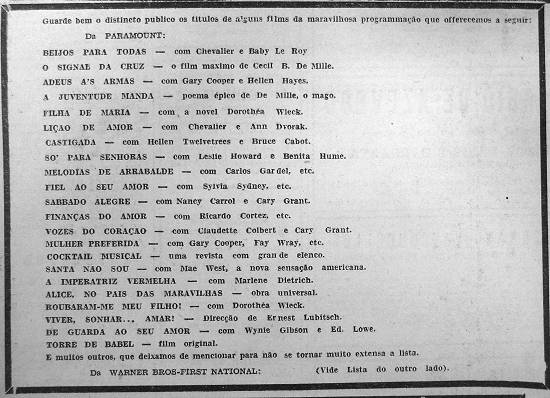 Guarde bem o distincto publico os titulos de alguns films da maravilhosa programmação que offerecemos a seguir:
Da PARAMOUNT:
BEIJOS PARA TODAS — com Chevalier e Baby Le Roy
O SIGNAL DA CRUZ — o film maximo de Cecil B. De Mille.
ADEUS A'S ARMAS — com Gary Cooper e Hellen Hayes.
A JUVENTUDE MANDA — poema épico de De Mille, o mago.
FILHA DE MARIA — com a novel Dorothéa Wieck.
LIÇAO DE AMOR — com Chevalier e Ann Dvorak.
CASTIGADA — com Hellen Twelvetrees e Bruce Cabot.
SO' PARA SENHORAS — com Leslie Howard e Benita Hume.
MELODIAS DE ARRABALDE — com Carlos Gardel, etc.
FIEL AO SEU AMOR — com Sylvia Sydney, etc.
SABBADO ALEGRE — com Nancy Carrol e Cary Grant.
FINANÇAS DO AMOR — com Ricardo Cortez, etc.
VOZES DO CORAÇAO — com Claudette Colbert e Cary Grant.
MULHER PREFERIDA — com Gary Cooper, Fay Wray, etc.
COCKTAIL MUSICAL — uma revista com grande elenco.
SANTA NAO SOU — com Mae West, a nova sensação americana.
A IMPERATRIZ VERMELHA — com Marlene Dietrich.
ALICE, NO PAIS DAS MARAVILHAS — obra universal.
ROUBARAM-ME MEU FILHO! — com Dorothéa Wieck.
VIVER, SONHAR... AMAR! — Direcção de Ernest Lubitsch.
DE GUARDA AO SEU AMOR — com Wynie Gibson e Ed. Lowe.
TORRE DE BABEL — film original.
E muitos outros, que deixamos de mencionar para não se tornar muito extensa a lista.
Da WARNER BROS-FIRST NATIONAL: (Vide Lista do outro lado).